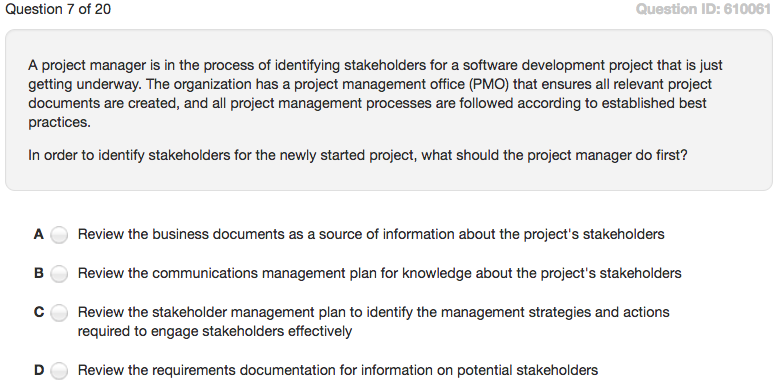 Question 7 of 20
Question ID: 610061
A project manager is in the process of identifying stakeholders for a software development project that is just
getting underway. The organization has a project management office (PMO) that ensures all relevant project
documents are created, and all project management processes are followed according to established best
practices.
In order to identify stakeholders for the newly started project, what should the project manager do first?
A Review the business documents as a source of information about the project's stakeholders
B Review the communications management plan for knowledge about the project's stakeholders
C Review the stakeholder management plan to identify the management strategies and actions
required to engage stakeholders effectively
D Review the requirements documentation for information on potential stakeholders